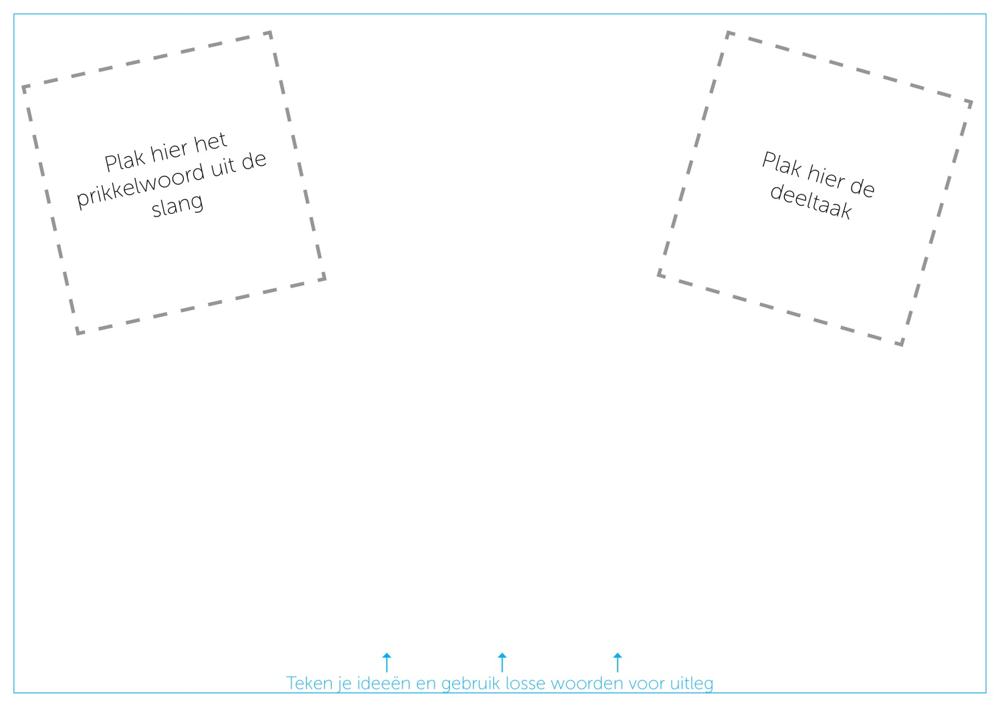 Plak hier het
prikkelwoord uit de
slang
Plak hier de
deeltaak
Teken je ideeën en gebruik losse woorden voor uitleg